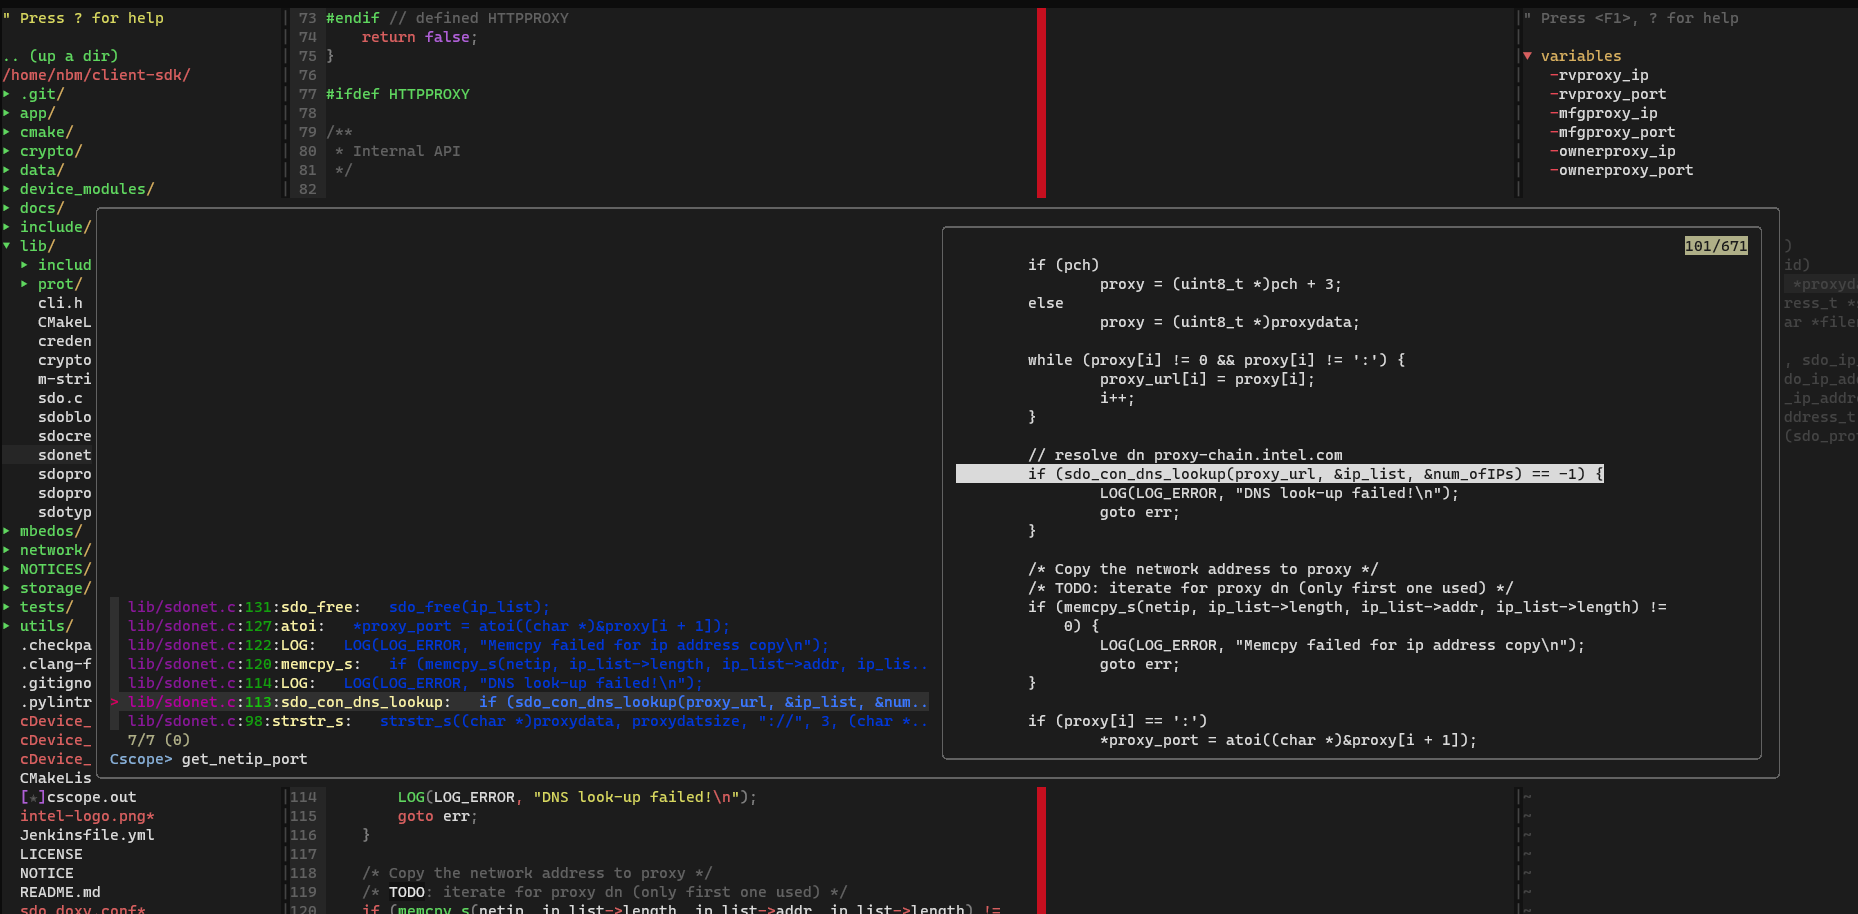 " Press ? for help
.. (up a dir)
/home/nbm/client-sdk/
▸ .git/
▸ app/
▸ cmake/
▸ crypto/
▸ data/
▸ device_modules/
▸ docs/
▸ include/
▾ lib/
▸ includ
▸ prot/
cli.h
CMakeL
creden
crypto
m-stri
sdo.c
sdoblo
sdocre
sdonet
sdopro
sdopro
sdotyp
▸ mbedos/
▸ network/
▸ NOTICES/
▸ storage/
▸ tests/
▸ utils/
.checkpa
.clang-f
.gitigno
.pylintr
cDevice_
cDevice_
cDevice_
CMakeLis
[★]cscope.out
intel-logo.png*
Jenkinsfile.yml
LICENSE
NOTICE
README.md
sdo_doxy.conf*
73 #endif // defined HTTPPROXY
74     return false;
75 }
76
77 #ifdef HTTPPROXY
78
79 /**
80  * Internal API
81  */
82
" Press <F1>, ? for help
▼ variables
-rvproxy_ip
-rvproxy_port
-mfgproxy_ip
-mfgproxy_port
-ownerproxy_ip
-ownerproxy_port
)
id)
*proxyd
ress_t *
ar *file
, sdo_ip
do_ip_ad
_ip_addr
ddress_t
(sdo_pro
lib/sdonet.c:131:sdo_free:   sdo_free(ip_list);
lib/sdonet.c:127:atoi:   *proxy_port = atoi((char *)&proxy[i + 1]);
lib/sdonet.c:122:LOG:   LOG(LOG_ERROR, "Memcpy failed for ip address copy\n");
lib/sdonet.c:120:memcpy_s:   if (memcpy_s(netip, ip_list->length, ip_list->addr, ip_lis..
lib/sdonet.c:114:LOG:   LOG(LOG_ERROR, "DNS look-up failed!\n");
> lib/sdonet.c:113:sdo_con_dns_lookup:   if (sdo_con_dns_lookup(proxy_url, &ip_list, &num..
lib/sdonet.c:98:strstr_s:   strstr_s((char *)proxydata, proxydatsize, "://", 3, (char *..
7/7 (0)
Cscope> get_netip_port
101/671
if (pch)
proxy = (uint8_t *)pch + 3;
else
proxy = (uint8_t *)proxydata;
while (proxy[i] != 0 && proxy[i] != ':') {
proxy_url[i] = proxy[i];
i++;
}
// resolve dn proxy-chain.intel.com
if (sdo_con_dns_lookup(proxy_url, &ip_list, &num_ofIPs) == -1) {
LOG(LOG_ERROR, "DNS look-up failed!\n");
goto err;
}
/* Copy the network address to proxy */
/* TODO: iterate for proxy dn (only first one used) */
if (memcpy_s(netip, ip_list->length, ip_list->addr, ip_list->length) !=
0) {
LOG(LOG_ERROR, "Memcpy failed for ip address copy\n");
goto err;
}
if (proxy[i] == ':')
*proxy_port = atoi((char *)&proxy[i + 1]);
114         LOG(LOG_ERROR, "DNS look-up failed!\n");
115         goto err;
116     }
117
118     /* Copy the network address to proxy */
119     /* TODO: iterate for proxy dn (only first one used) */
120     if (memcpy_s(netip, ip_list->length, ip_list->addr, ip_list->length) !=
~
~
~
~
~
~
~